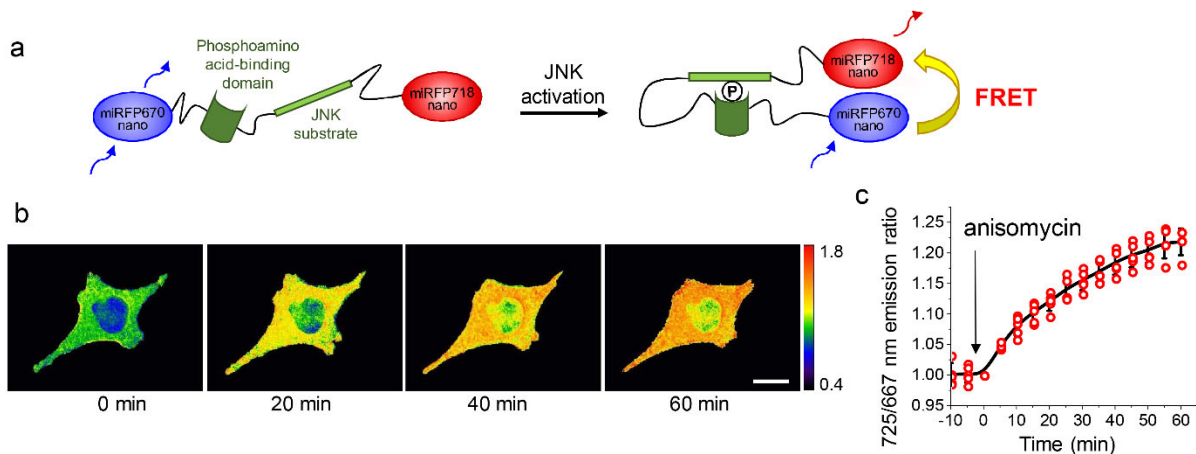 a
Phosphoamino
acid-binding
domain
miRFP670
nano
JNK
substrate
miRFP718
nano
JNK
activation
P
miRFP718
nano
miRFP670
nano
FRET
b
0 min
20 min
40 min
60 min
1.8
0.4
c
anisomycin
725/667 nm emission ratio
1.25
1.20
1.15
1.10
1.05
1.00
0.95
-10 0 10 20 30 40 50 60
Time (min)